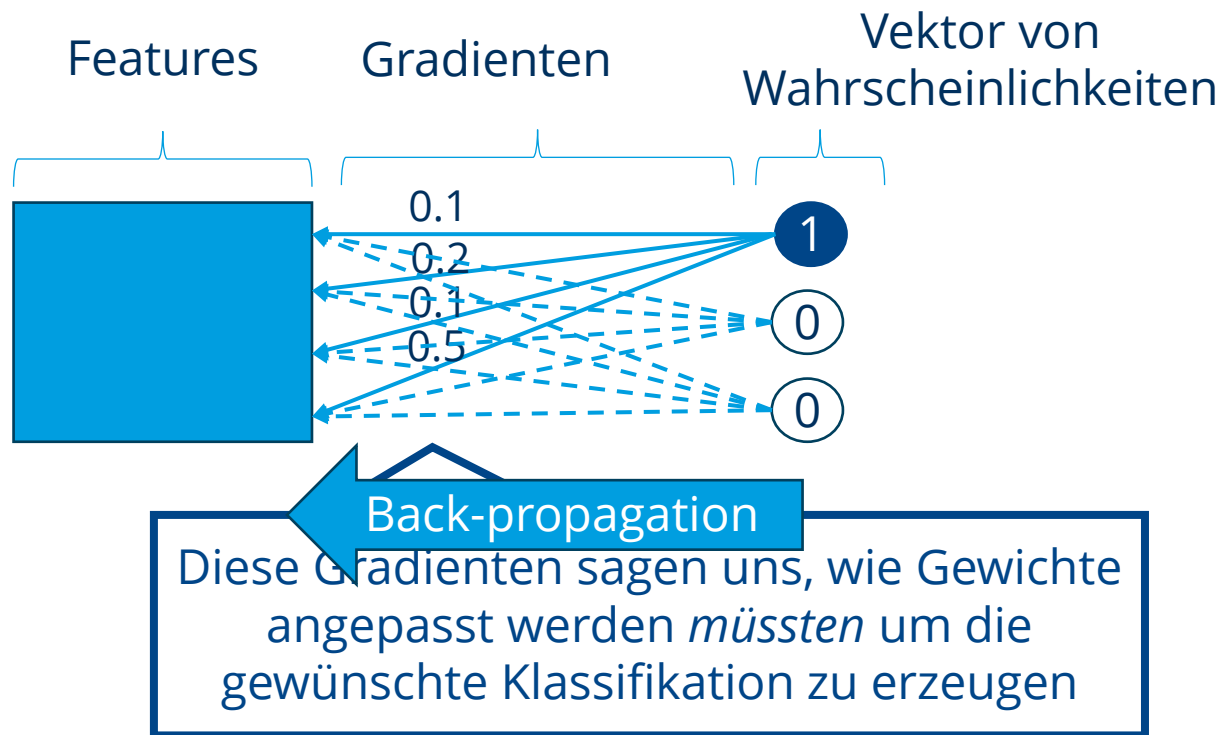 Features
Gradienten
Vektor von
Wahrscheinlichkeiten
0.1
0.2
0.1
0.5
1
0
0
Back-propagation
Diese Gradienten sagen uns, wie Gewichte
angepasst werden müssten um die
gewünschte Klassifikation zu erzeugen